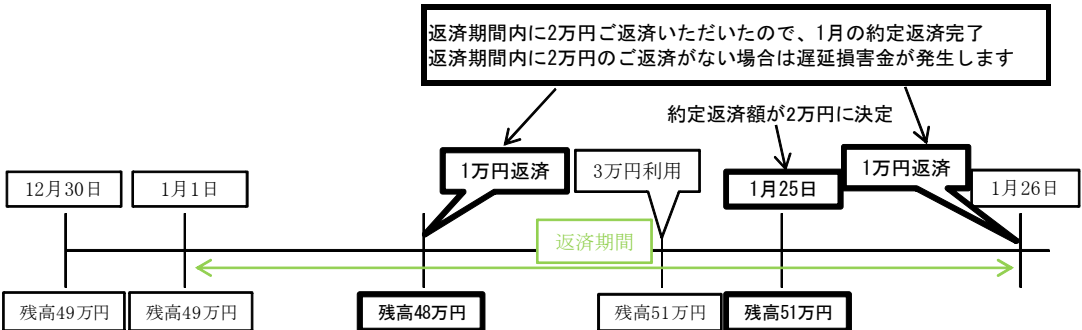 返済期間内に2万円ご返済いただいたので、1月の約定返済完了
返済期間内に2万円のご返済がない場合は遅延損害金が発生します
約定返済額が2万円に決定
12月30日
1月1日
1万円返済
3万円利用
1月25日
1万円返済
1月26日
返済期間
残高49万円
残高49万円
残高48万円
残高51万円
残高51万円